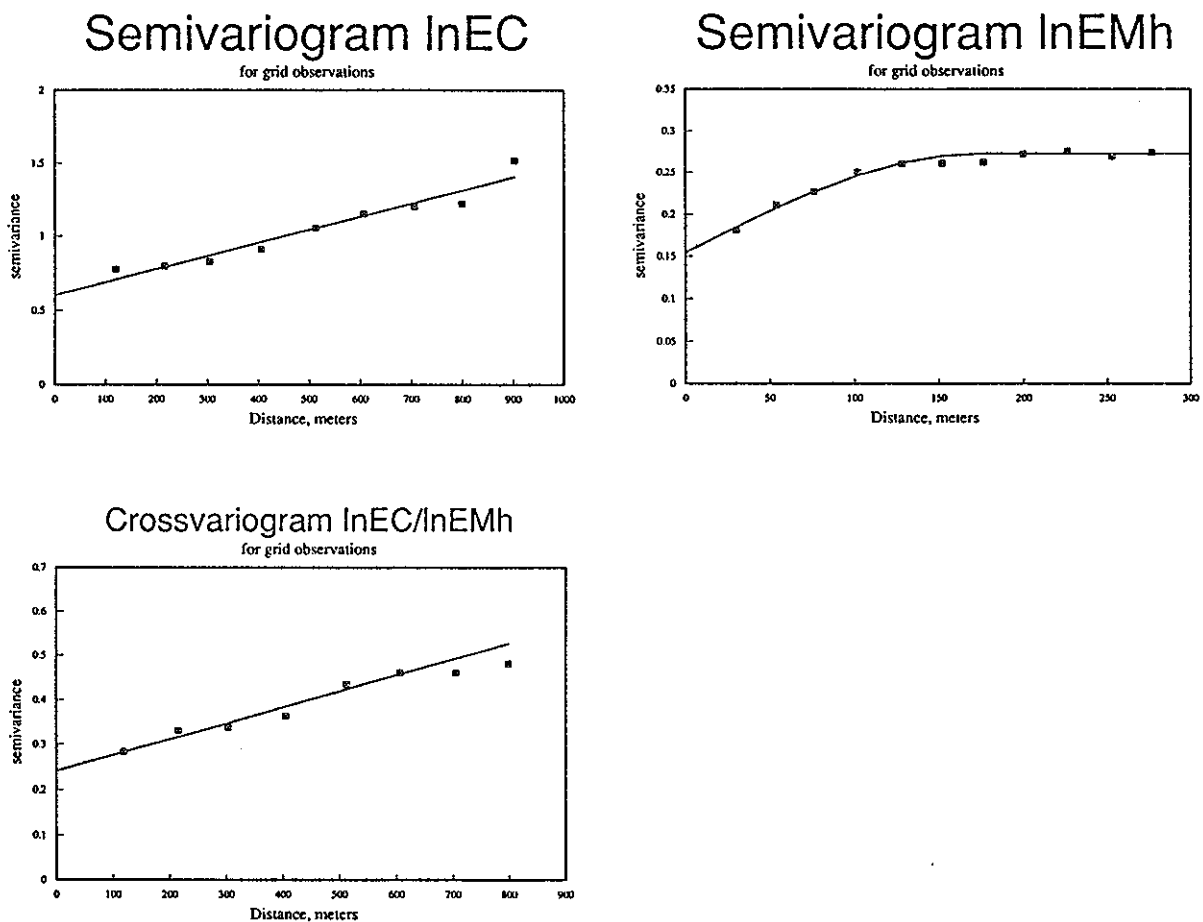 Semivariogram lnEC
for grid observations
2
1.5
1
0.5
0
semivariance
0 100 200 300 400 500 600 700 800 900 1000
Distance, meters
Semivariogram lnEMh
for grid observations
0.35
0.3
0.25
0.2
0.15
0.1
0.05
0
semivariance
0 50 100 150 200 250 300
Distance, meters
Crossvariogram lnEC/lnEMh
for grid observations
0.7
0.6
0.5
0.4
0.3
0.2
0.1
0
semivariance
0 100 200 300 400 500 600 700 800 900
Distance, meters